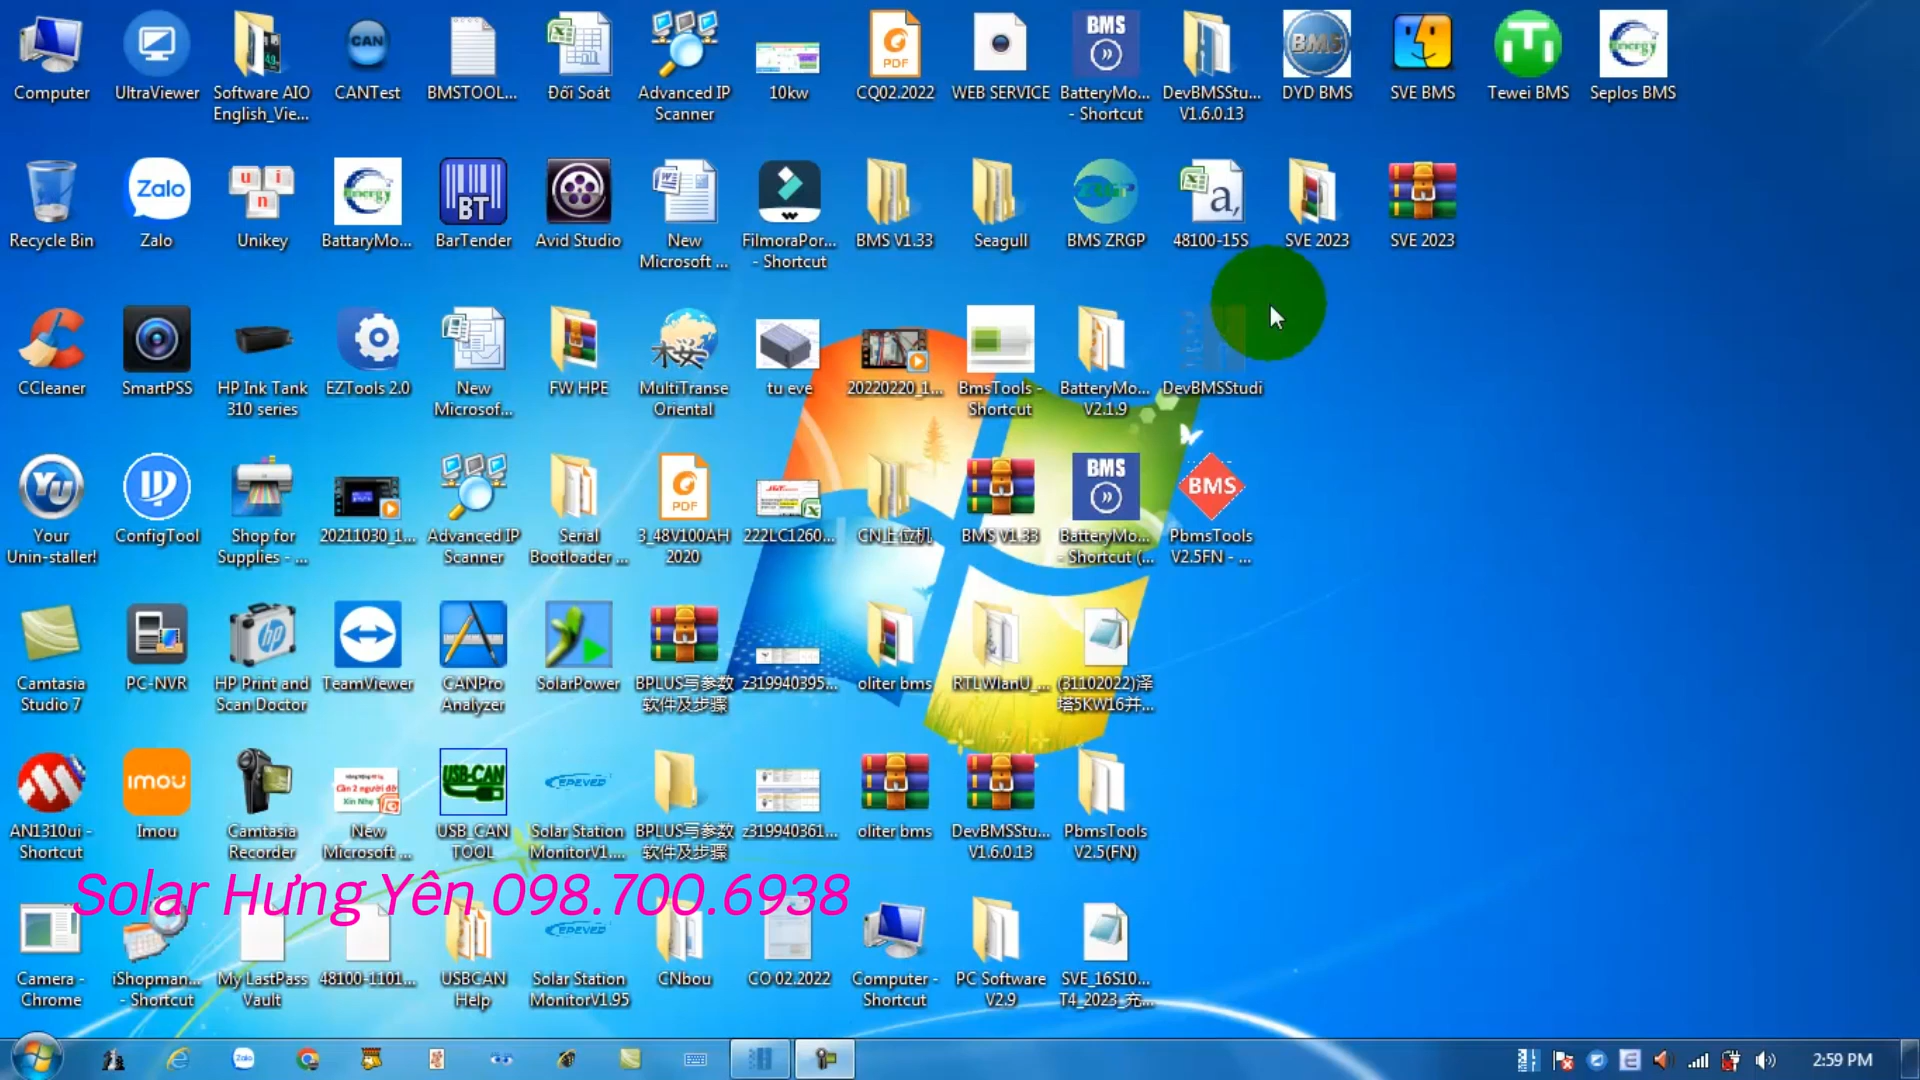 Computer
UltraViewer
Software AIO
English_Vie...
CANTest
BMSTOOL...
Đối Soát
Advanced IP
Scanner
10kw
CQ02.2022
WEB SERVICE
BatteryMo...
- Shortcut
DevBMSStu...
V1.6.0.13
DYD BMS
SVE BMS
Tewei BMS
Seplos BMS
Recycle Bin
Zalo
Unikey
BattaryMo...
BarTender
Avid Studio
New
Microsoft ...
FilmoraPor...
- Shortcut
BMS V1.33
Seagull
BMS ZRGP
48100-15S
SVE 2023
SVE 2023
CCleaner
SmartPSS
HP Ink Tank
310 series
EZTools 2.0
New
Microsof...
FW HPE
MultiTranse
Oriental
tu eve
20220220_1...
BmsTools -
Shortcut
BatteryMo...
V2.1.9
DevBMSStudi
Your
Unin-staller!
ConfigTool
Shop for
Supplies - ...
20211030_1...
Advanced IP
Scanner
Serial
Bootloader ...
3_48V100AH
2020
222LC1260...
CN上位机
BMS V1.33
BatteryMo...
- Shortcut (...
PbmsTools
V2.5FN - ...
Camtasia
Studio 7
PC-NVR
HP Print and
Scan Doctor
TeamViewer
CANPro
Analyzer
SolarPower
BPLUS写参数
软件及步骤
z319940395...
oliter bms
RTLWlanU_...
(31102022)泽
塔5KW16并...
AN1310ui -
Shortcut
Imou
Camtasia
Recorder
New
Microsoft ...
USB_CAN
TOOL
Solar Station
MonitorV1....
BPLUS写参数
软件及步骤
z319940361...
oliter bms
DevBMSStu...
V1.6.0.13
PbmsTools
V2.5(FN)
Solar Hưng Yên 098.700.6938
Camera -
Chrome
iShopman...
- Shortcut
My LastPass
Vault
48100-1101...
USBCAN
Help
Solar Station
MonitorV1.95
CNbou
CO 02.2022
Computer -
Shortcut
PC Software
V2.9
SVE_16S10...
T4_2023_充...
2:59 PM